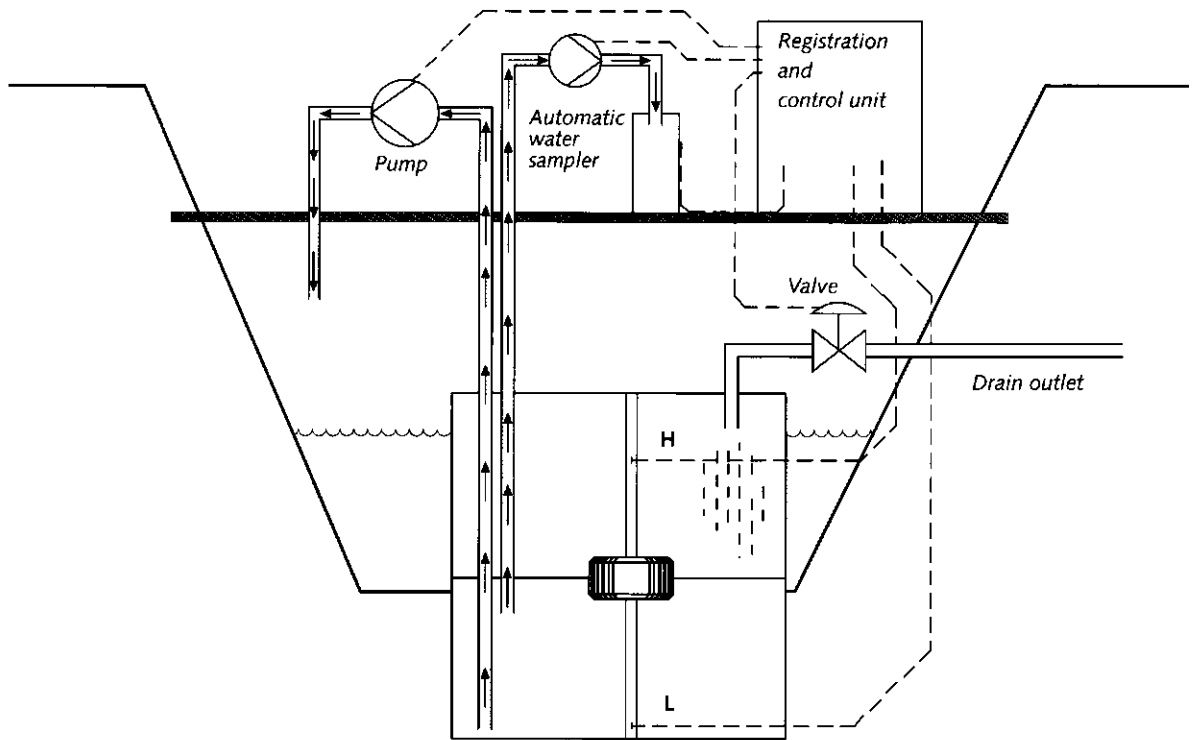 Registration
and
control unit
Automatic
water
sampler
Pump
Valve
Drain outlet
H
L